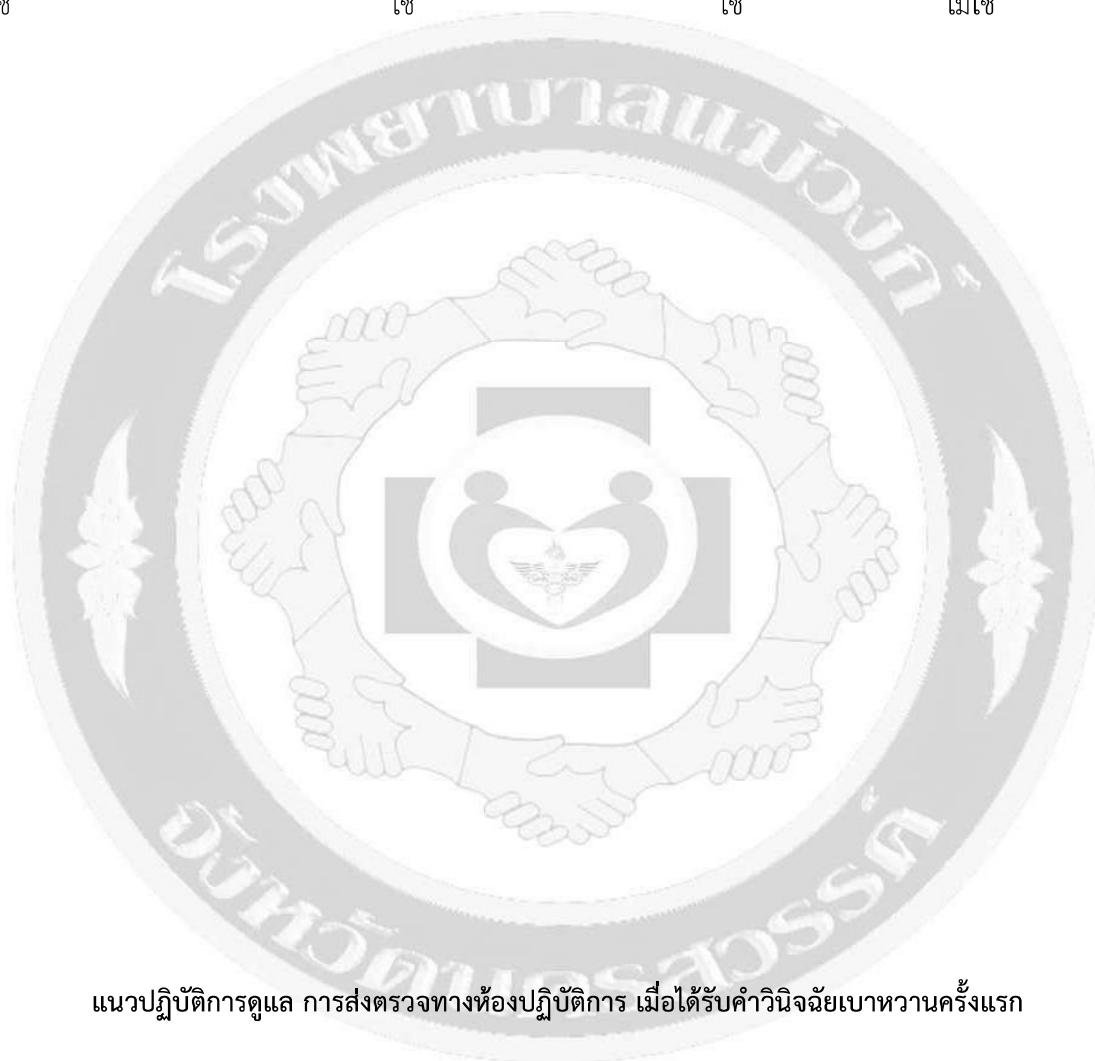 ใช่ ใช่ ไม่ใช่
โรงพยาบาลแม่วงก์
จังหวัดนครสวรรค์
แนวปฏิบัติการดูแล การส่งตรวจทางห้องปฏิบัติการ เมื่อได้รับคำวินิจฉัยเบาหวานครั้งแรก